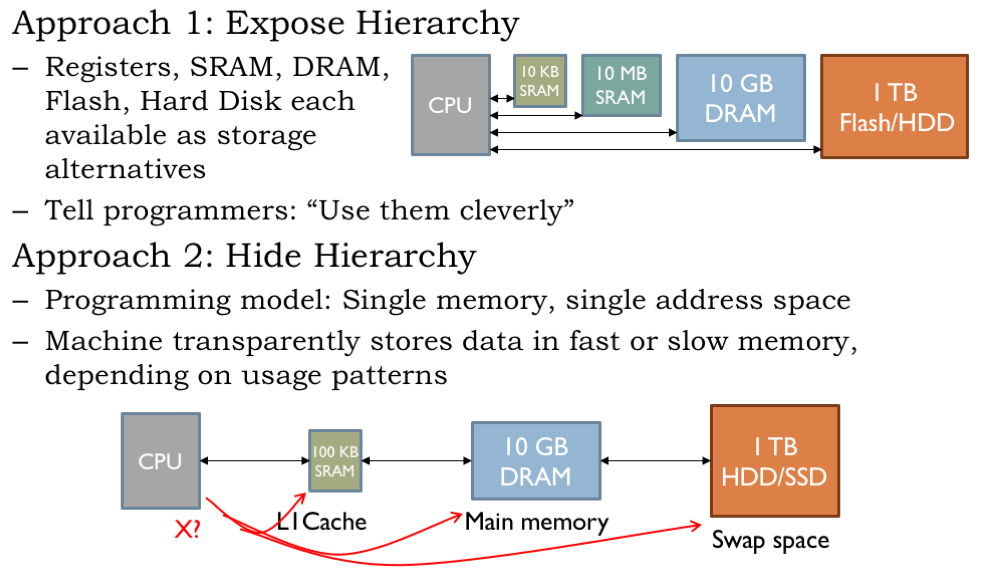 Approach 1: Expose Hierarchy
– Registers, SRAM, DRAM,
Flash, Hard Disk each
available as storage
alternatives
– Tell programmers: “Use them cleverly”
CPU
10 KB
SRAM
10 MB
SRAM
10 GB
DRAM
1 TB
Flash/HDD
Approach 2: Hide Hierarchy
– Programming model: Single memory, single address space
– Machine transparently stores data in fast or slow memory,
depending on usage patterns
CPU
100 KB
SRAM
10 GB
DRAM
1 TB
HDD/SSD
X?
L1Cache
Main memory
Swap space